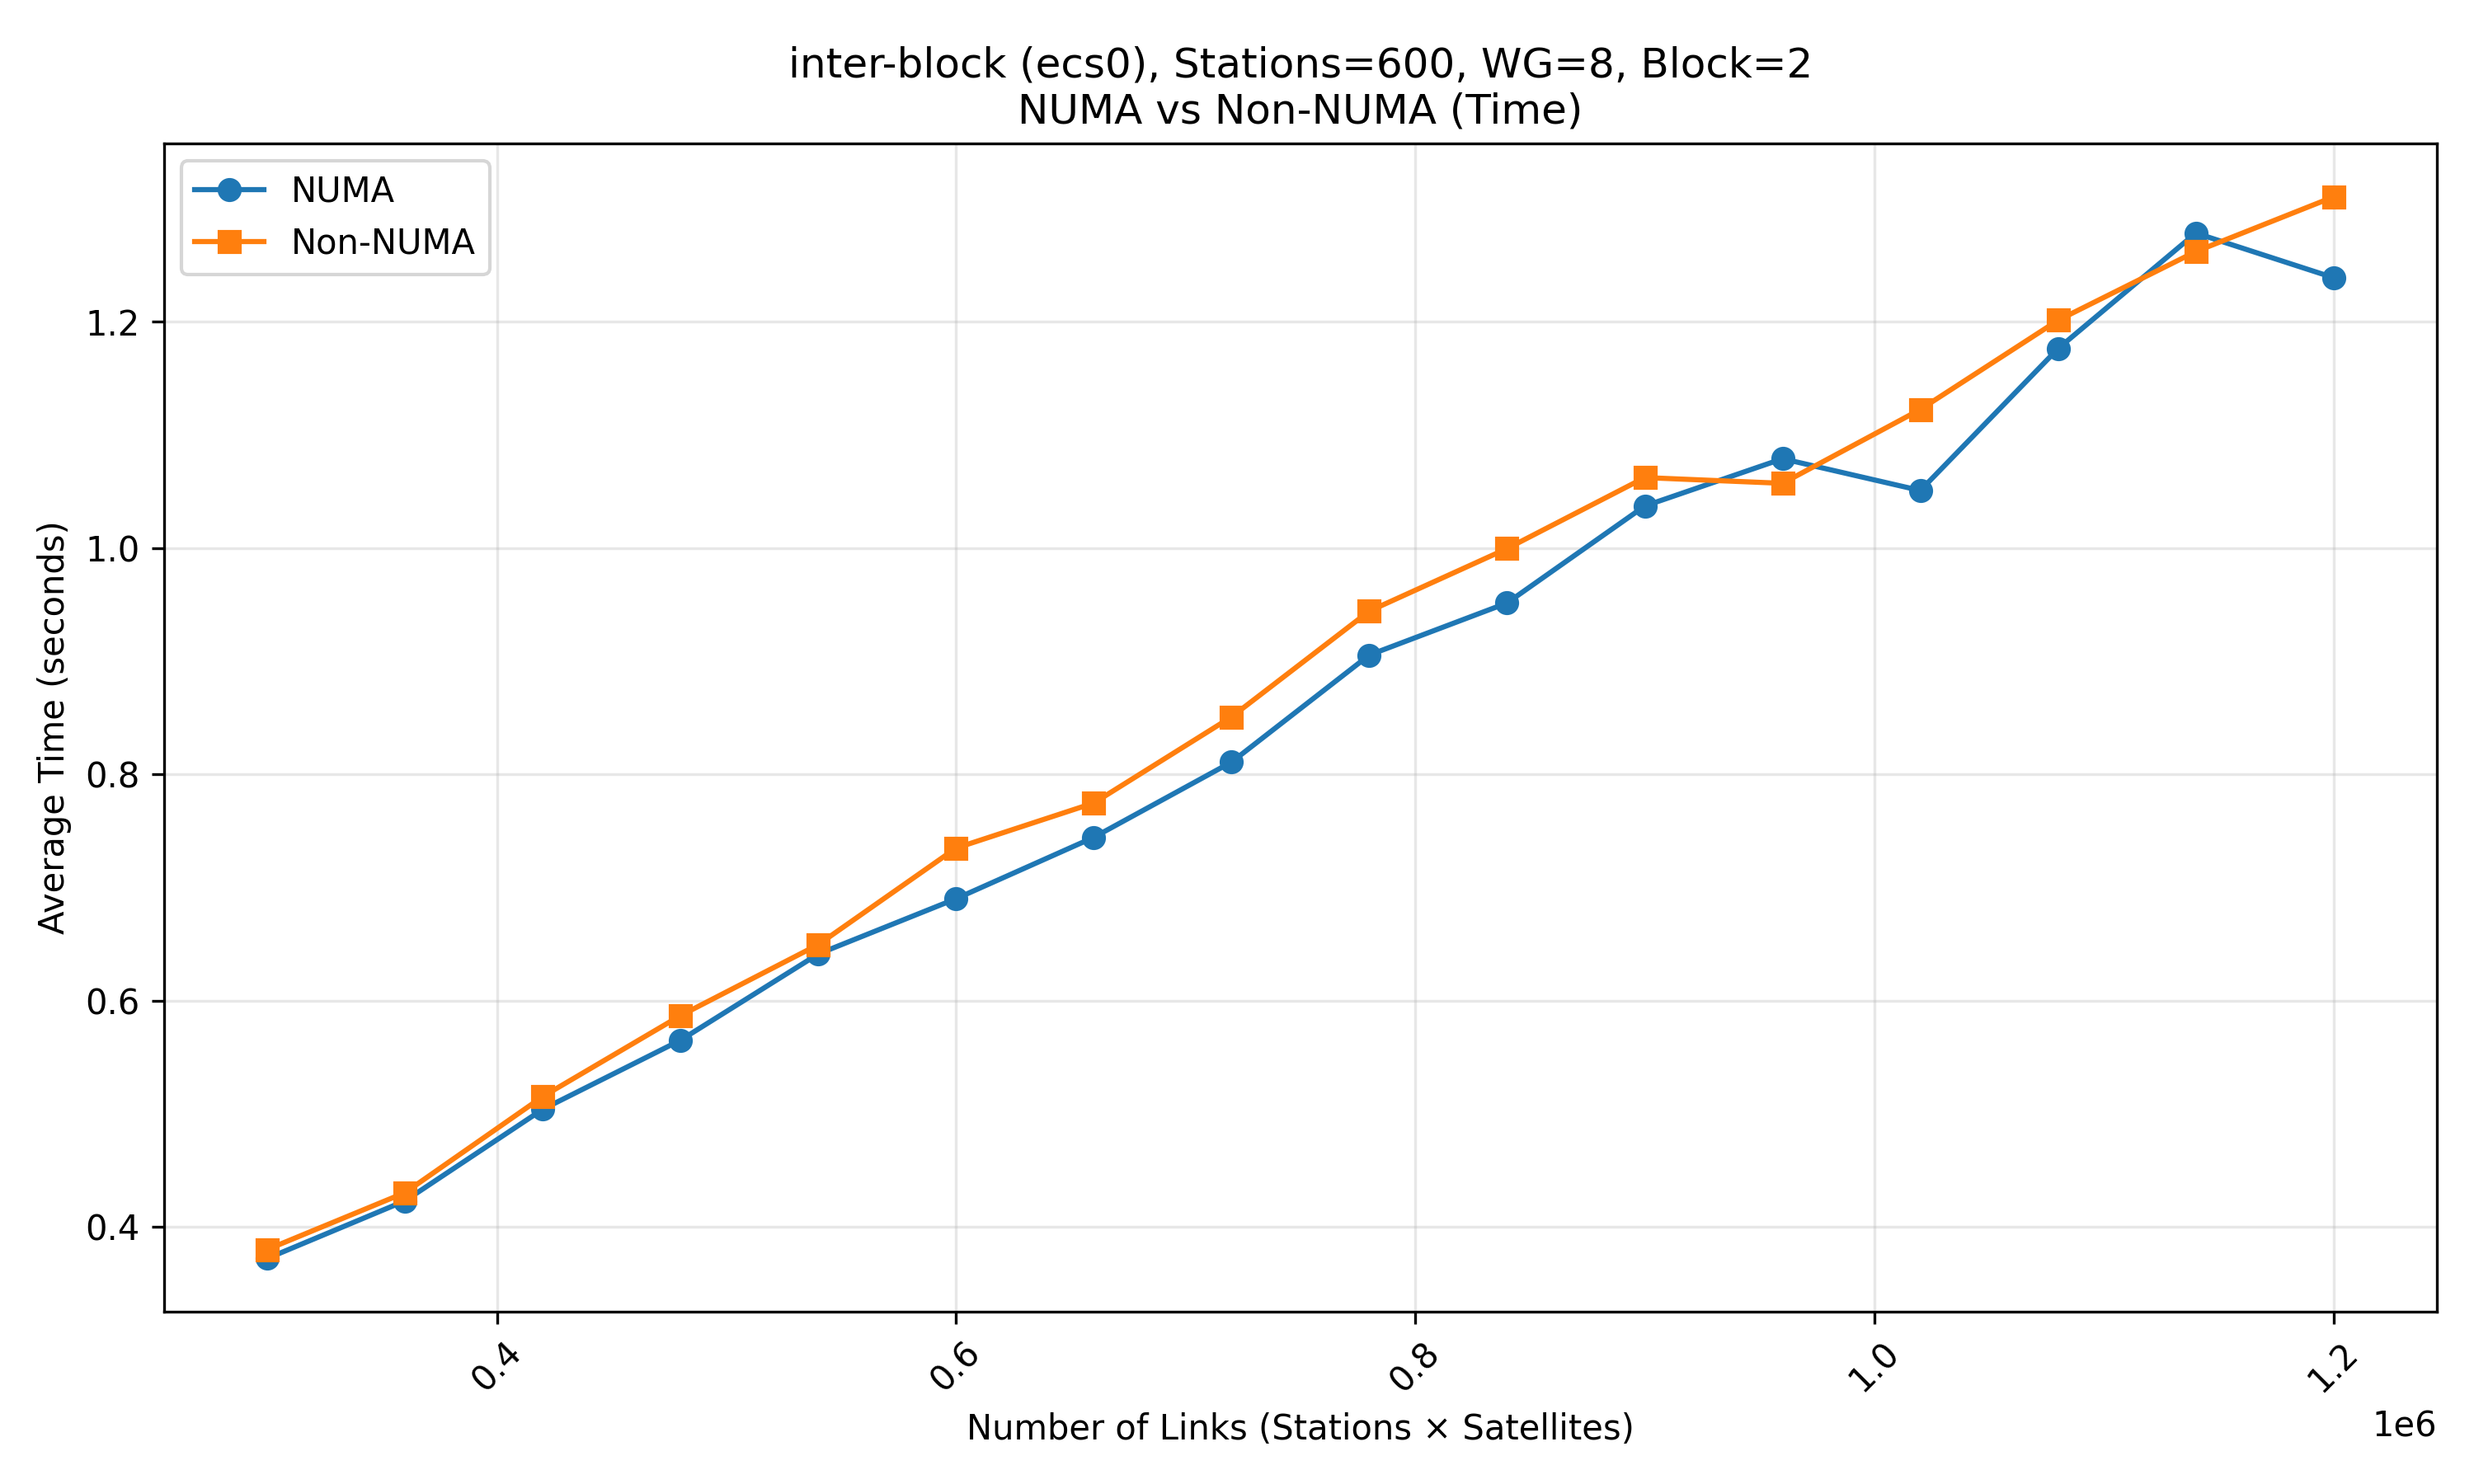 inter-block (ecs0), Stations=600, WG=8, Block=2
NUMA vs Non-NUMA (Time)
NUMA
Non-NUMA
1.2
1.0
0.8
0.6
0.4
Average Time (seconds)
0.4
0.6
0.8
1.0
1.2
1e6
Number of Links (Stations × Satellites)